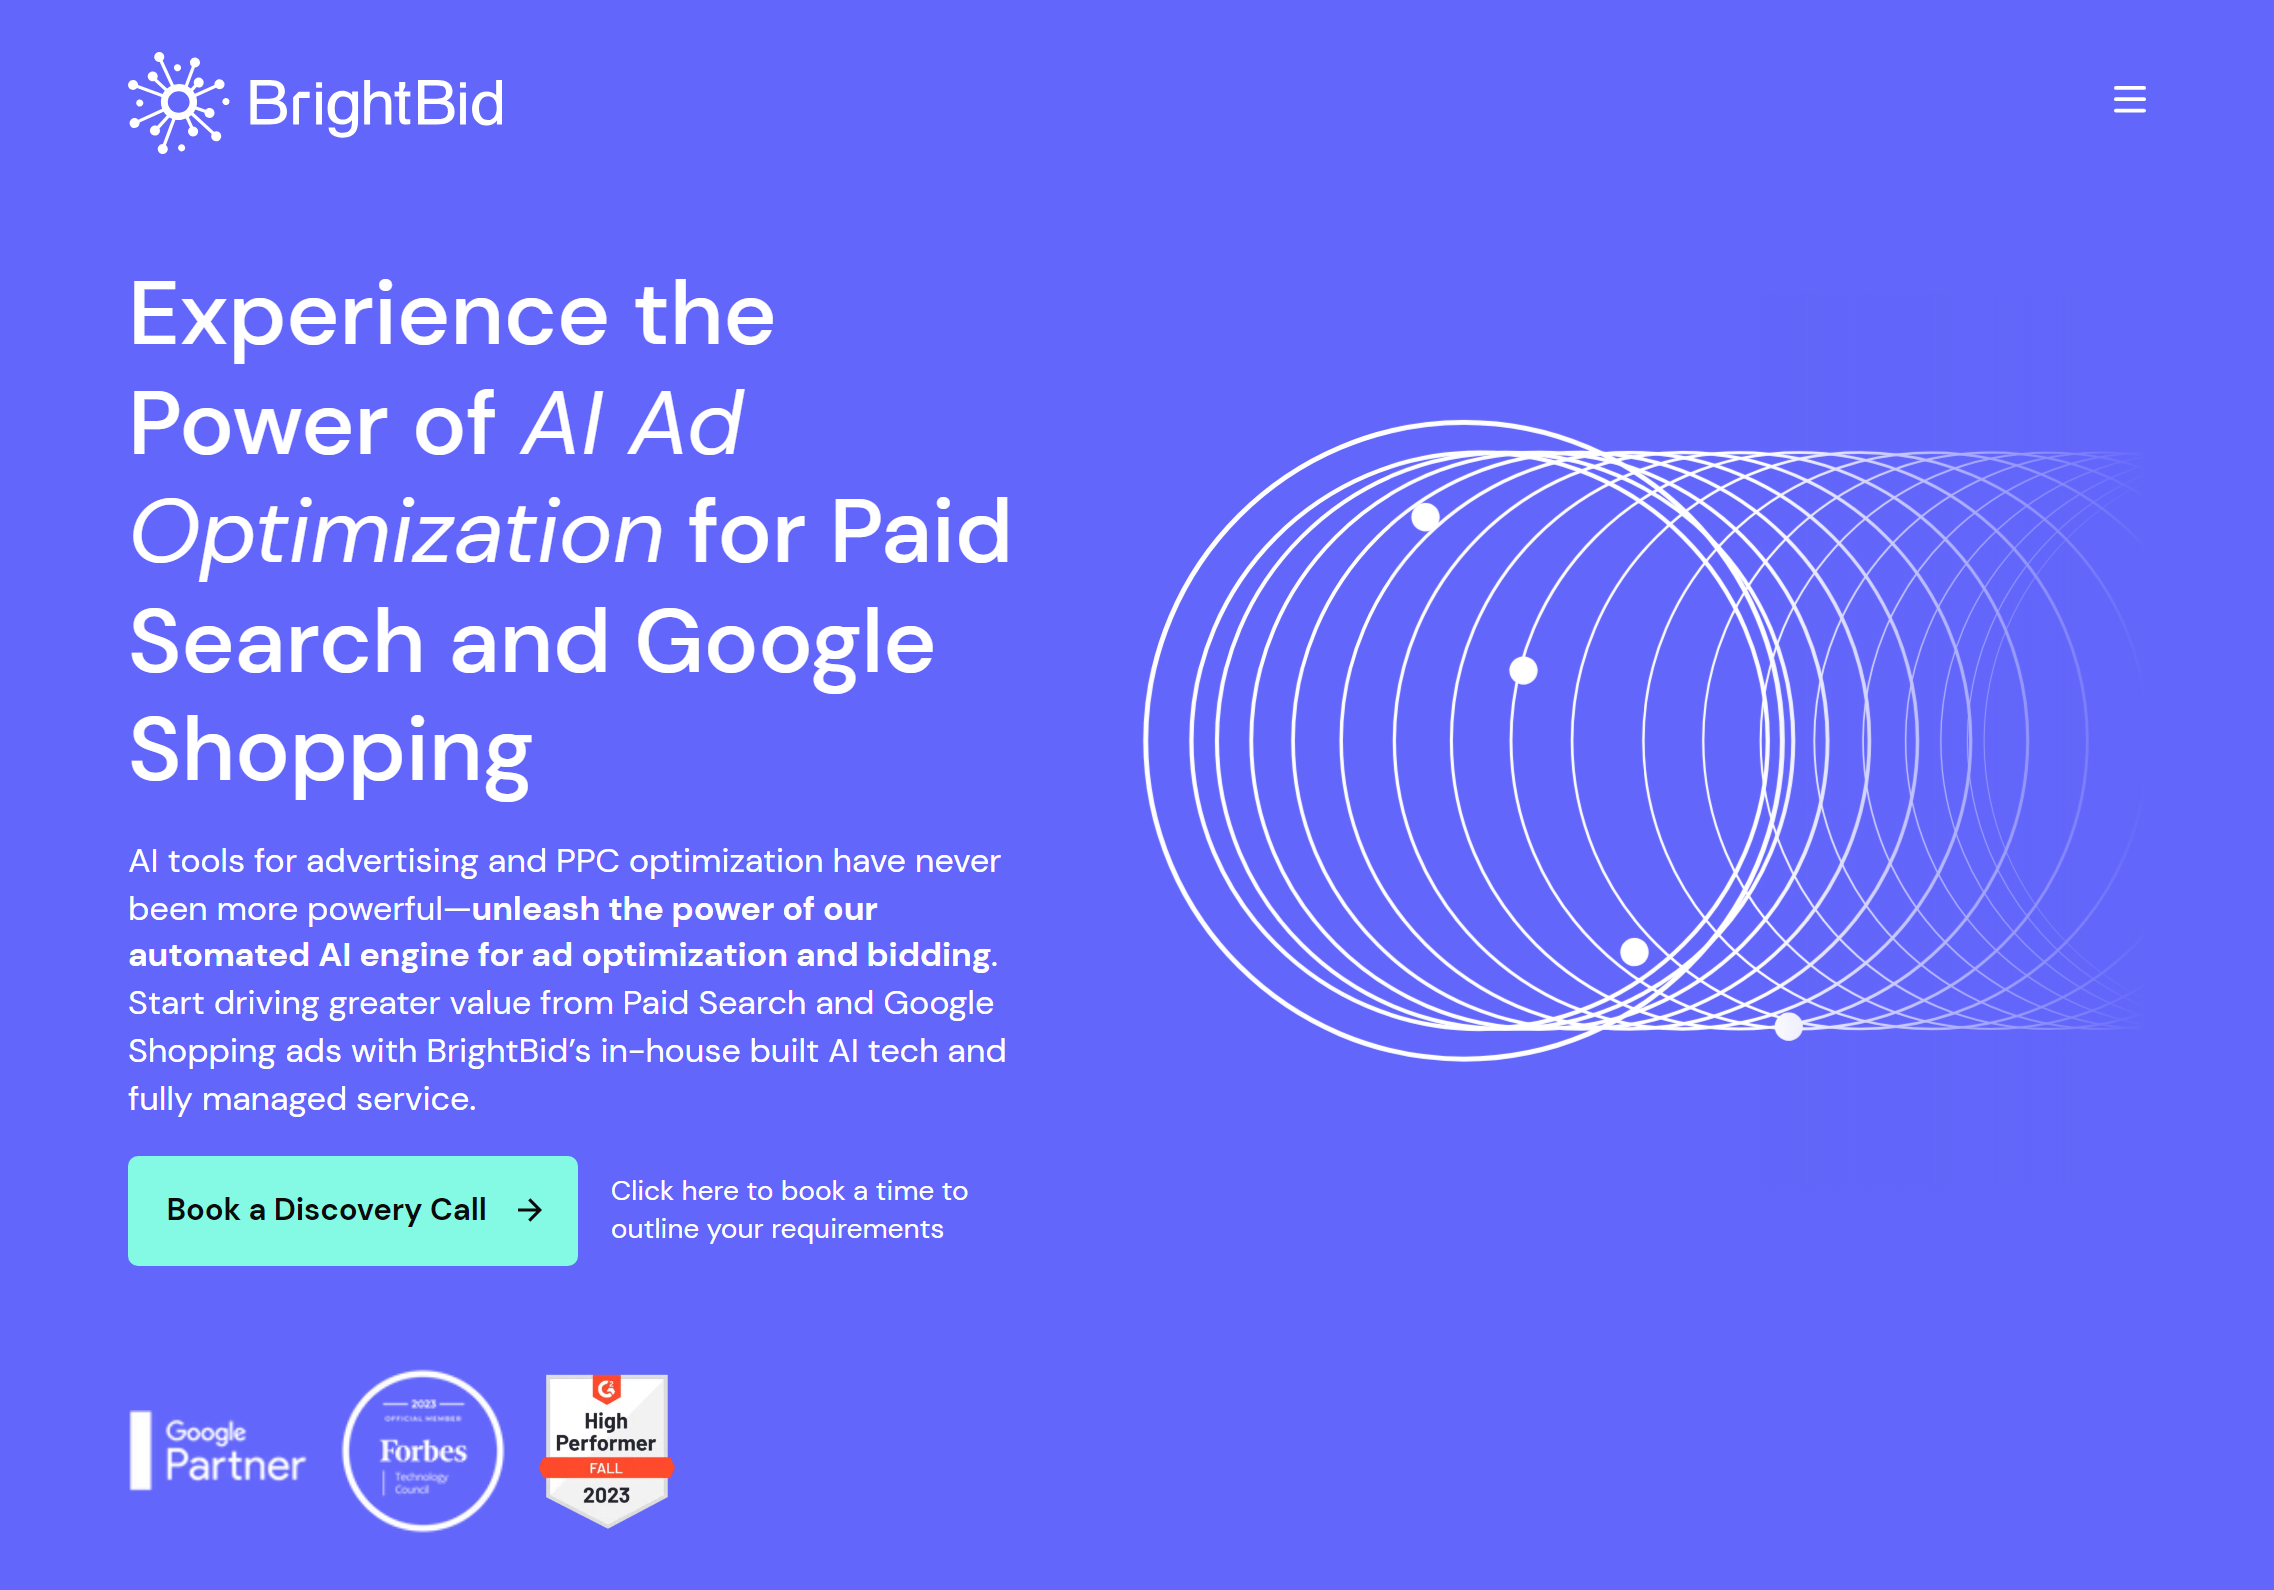 BrightBid
Experience the
Power of AI Ad
Optimization for Paid
Search and Google
Shopping
AI tools for advertising and PPC optimization have never
been more powerful—unleash the power of our
automated AI engine for ad optimization and bidding.
Start driving greater value from Paid Search and Google
Shopping ads with BrightBid’s in-house built AI tech and
fully managed service.
Book a Discovery Call
Click here to book a time to
outline your requirements
Google
Partner
2023
OFFICIAL MEMBER
Forbes
Technology
Council
G2
High
Performer
FALL
2023